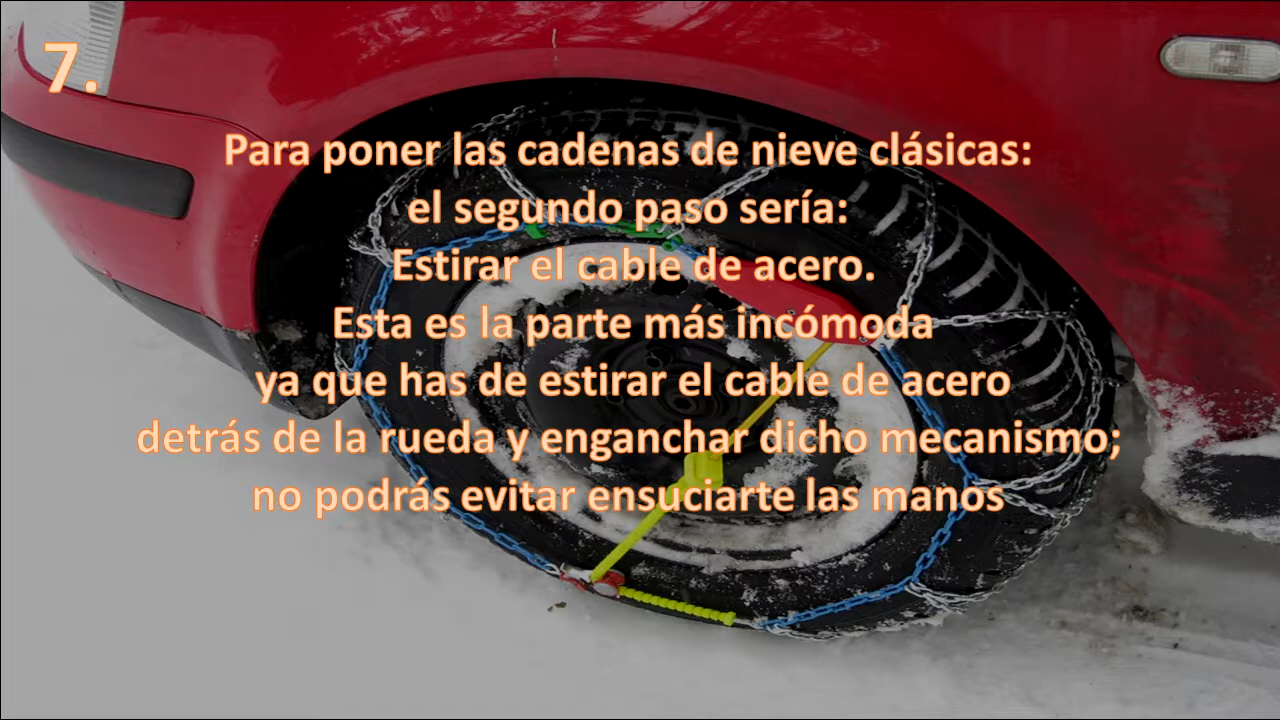 7.
Para poner las cadenas de nieve clásicas:
el segundo paso sería:
Estirar el cable de acero.
Esta es la parte más incómoda
ya que has de estirar el cable de acero
detrás de la rueda y enganchar dicho mecanismo;
no podrás evitar ensuciarte las manos